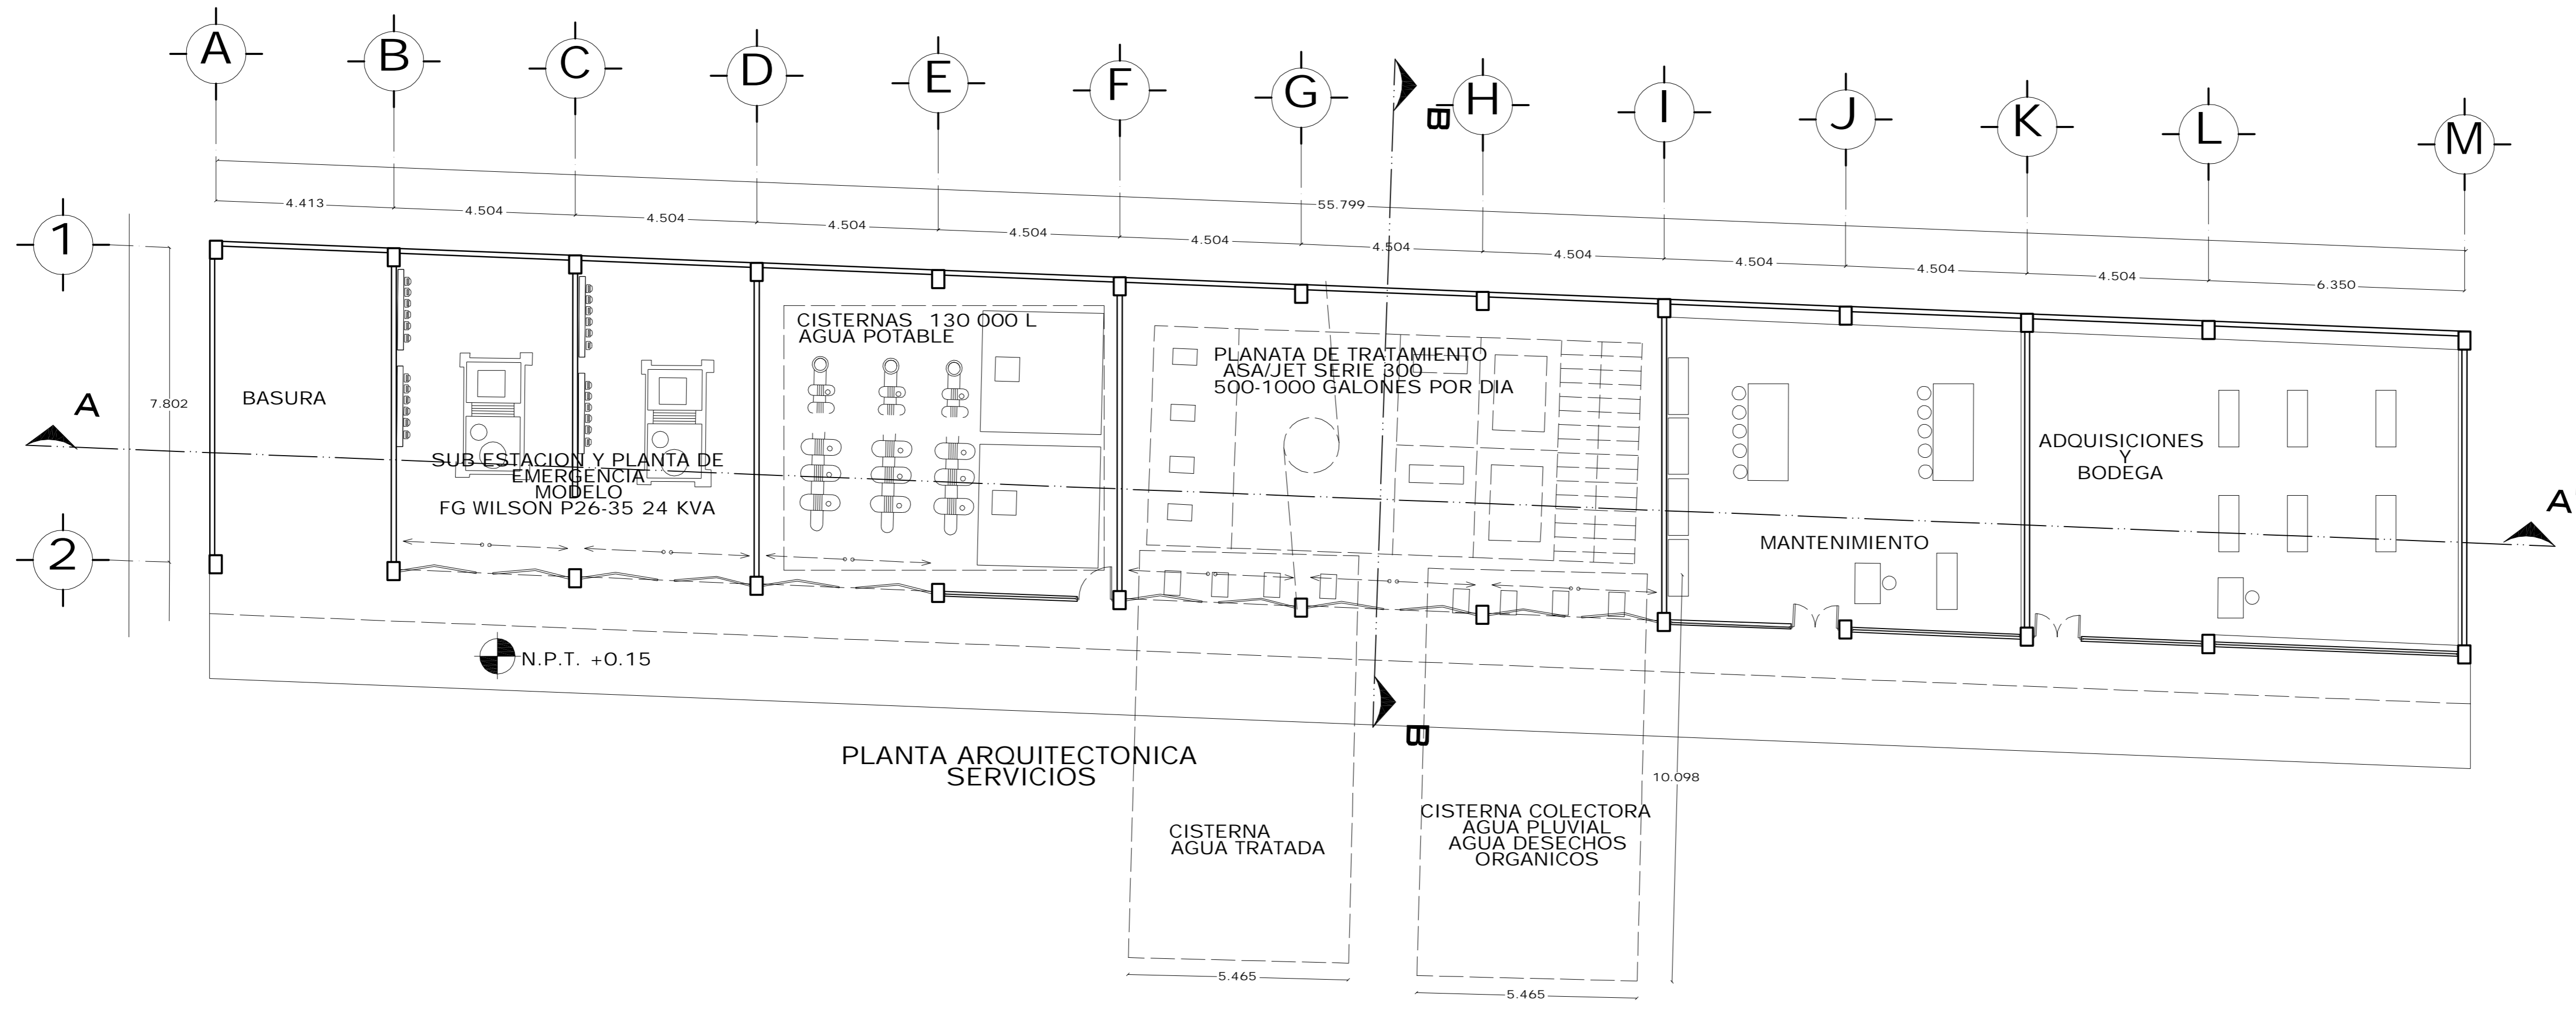 A
B
C
D
E
F
G
H
I
J
K
L
M
B
55.799
4.413
4.504
4.504
4.504
4.504
4.504
4.504
4.504
4.504
4.504
4.504
6.350
1
2
7.802
A
A
BASURA
SUB ESTACION Y PLANTA DE
EMERGENCIA
MODELO
FG WILSON P26-35 24 KVA
CISTERNAS 130 000 L
AGUA POTABLE
PLANATA DE TRATAMIENTO
ASA/JET SERIE 300
500-1000 GALONES POR DIA
MANTENIMIENTO
ADQUISICIONES
Y
BODEGA
N.P.T. +0.15
B
PLANTA ARQUITECTONICA
SERVICIOS
10.098
CISTERNA
AGUA TRATADA
CISTERNA COLECTORA
AGUA PLUVIAL
AGUA DESECHOS
ORGANICOS
5.465
5.465